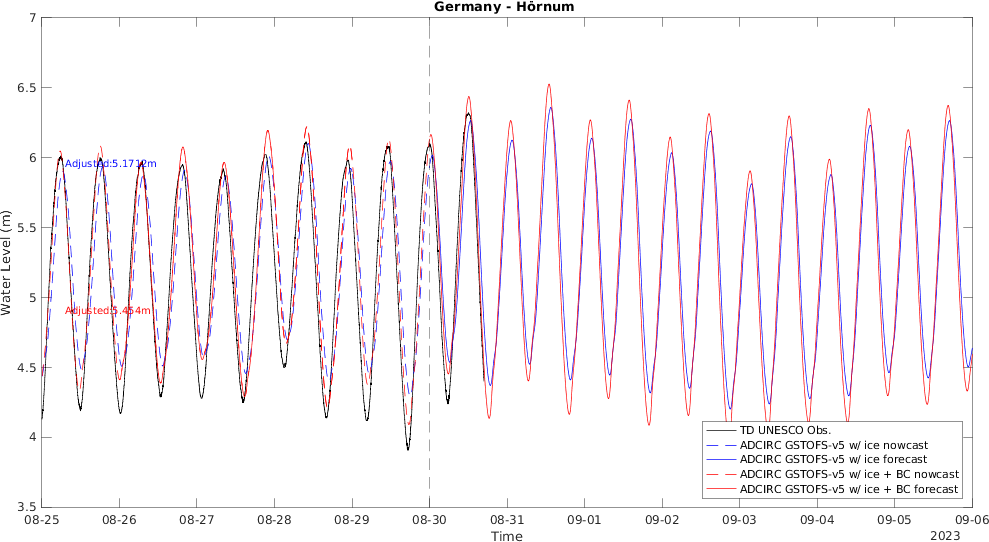 Germany - Hörnum
Water Level (m)
7
6.5
6
5.5
5
4.5
4
3.5
Adjusted:5.1712m
Adjusted:5.454m
TD UNESCO Obs.
ADCIRC GSTOFS-v5 w/ ice nowcast
ADCIRC GSTOFS-v5 w/ ice forecast
ADCIRC GSTOFS-v5 w/ ice + BC nowcast
ADCIRC GSTOFS-v5 w/ ice + BC forecast
08-25 08-26 08-27 08-28 08-29 08-30 08-31 09-01 09-02 09-03 09-04 09-05 09-06
Time
2023